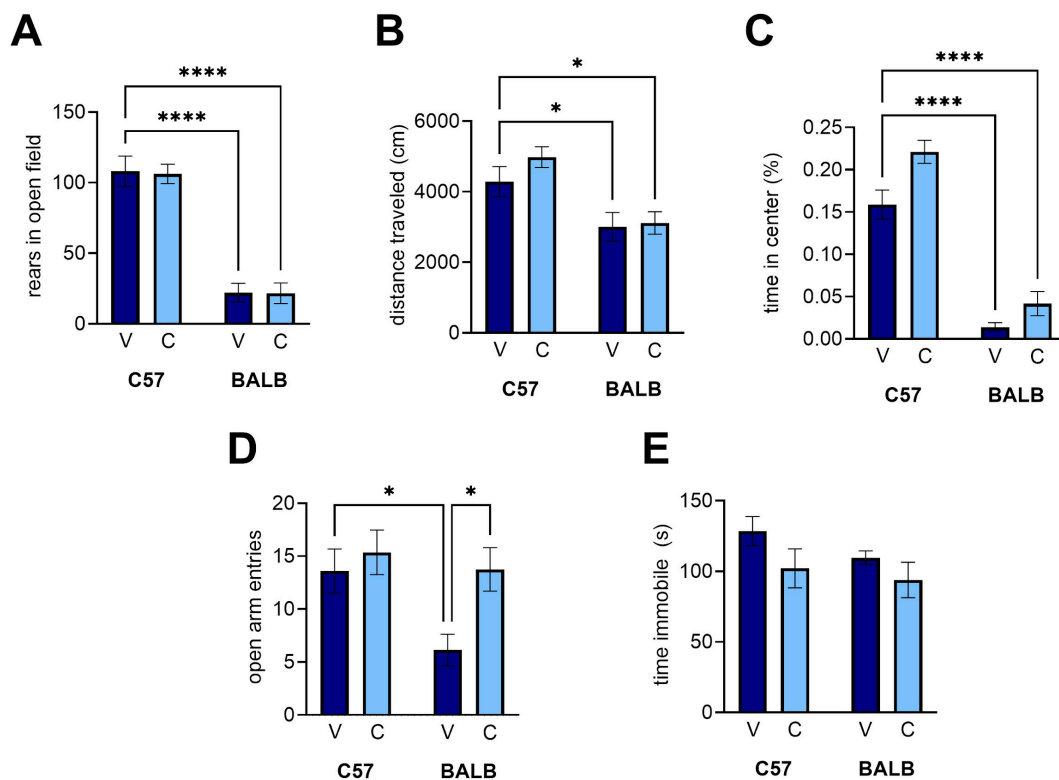 A
rears in open field
150
100
50
0
****
****
V C V C
C57 BALB
B
distance traveled (cm)
6000
4000
2000
0
*
*
V C V C
C57 BALB
C
time in center (%)
0.25
0.20
0.15
0.10
0.05
0.00
****
****
V C V C
C57 BALB
D
open arm entries
20
15
10
5
0
* *
V C V C
C57 BALB
E
time immobile (s)
150
100
50
0
V C V C
C57 BALB